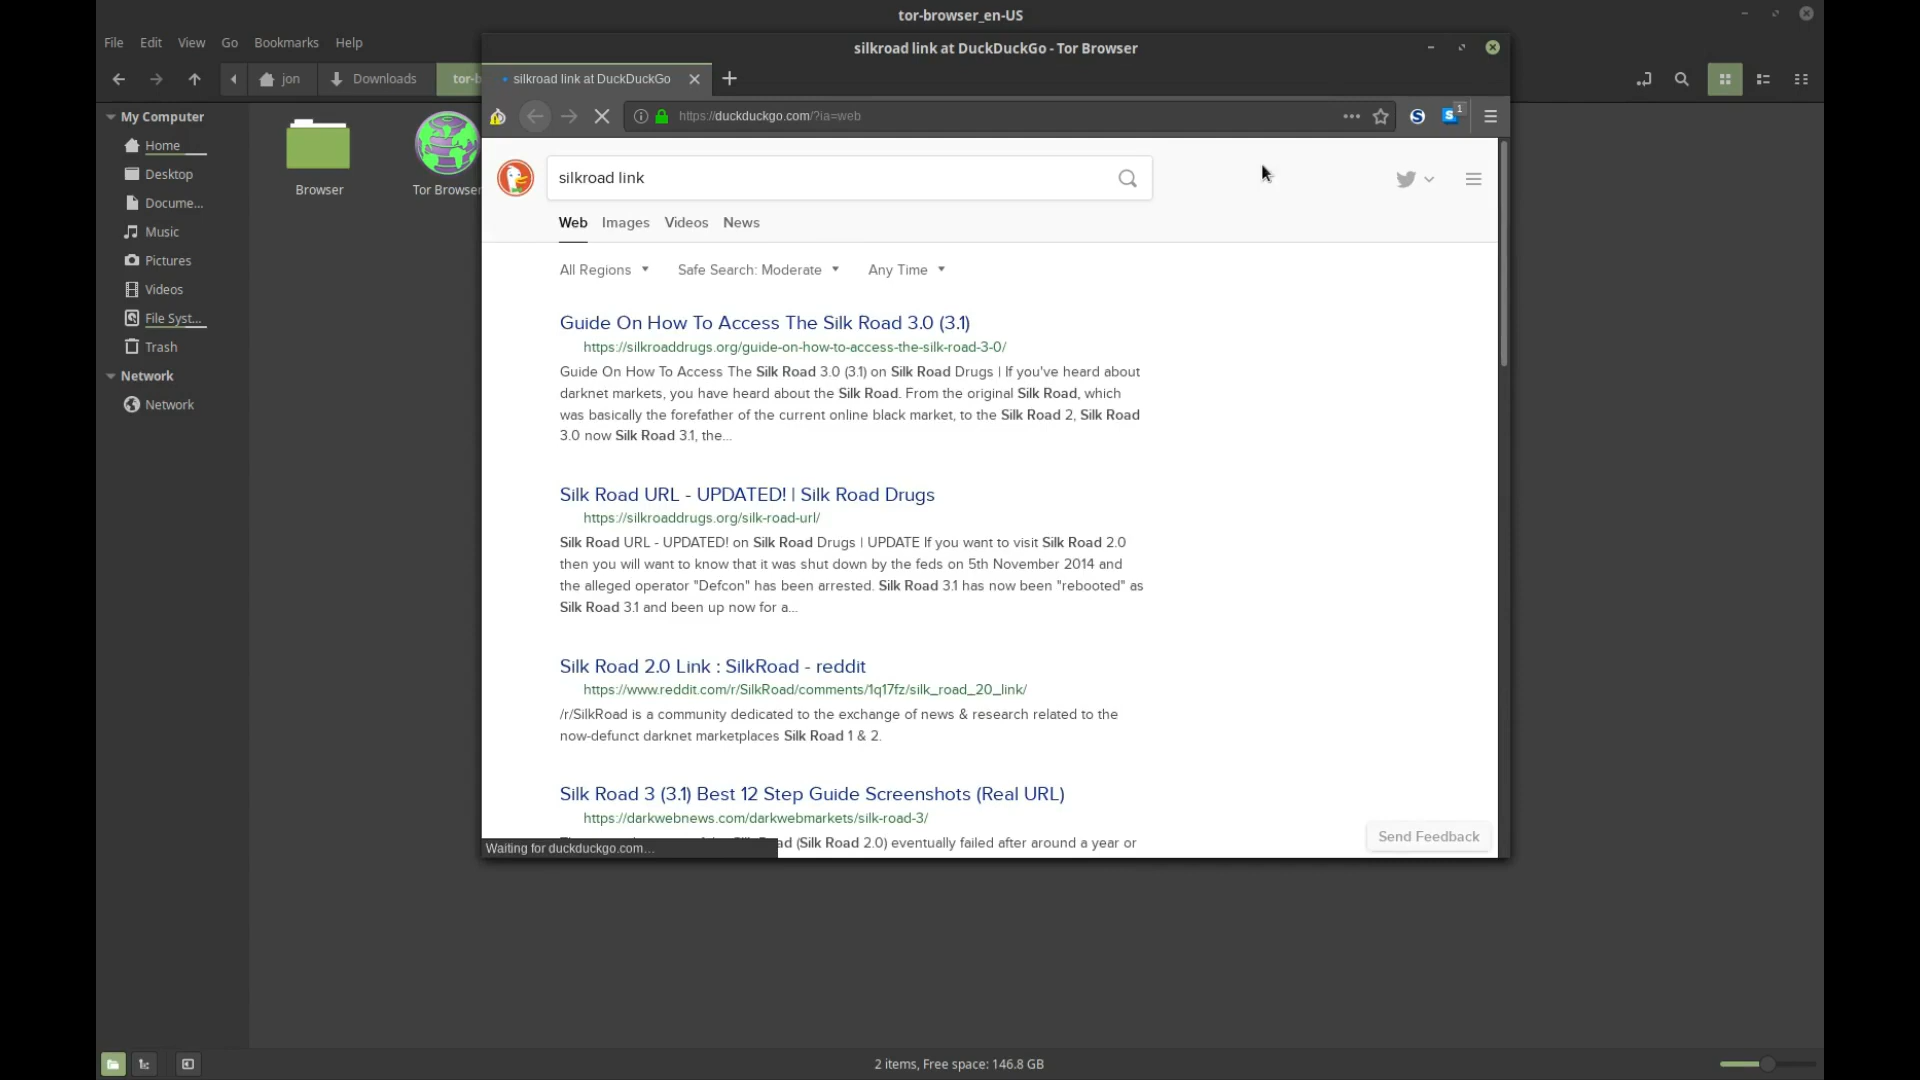 tor-browser_en-US
File Edit View Go Bookmarks Help
jon
Downloads
tor-b
My Computer
Home
Desktop
Docume...
Music
Pictures
Videos
File Syst...
Trash
Network
Network
Browser
Tor Browser
silkroad link at DuckDuckGo - Tor Browser
silkroad link at DuckDuckGo
https://duckduckgo.com/?ia=web
S
S
1
silkroad link
Web Images Videos News
All Regions Safe Search: Moderate Any Time
Guide On How To Access The Silk Road 3.0 (3.1)
https://silkroaddrugs.org/guide-on-how-to-access-the-silk-road-3-0/
Guide On How To Access The Silk Road 3.0 (3.1) on Silk Road Drugs | If you've heard about
darknet markets, you have heard about the Silk Road. From the original Silk Road, which
was basically the forefather of the current online black market, to the Silk Road 2, Silk Road
3.0 now Silk Road 3.1, the...
Silk Road URL - UPDATED! | Silk Road Drugs
https://silkroaddrugs.org/silk-road-url/
Silk Road URL - UPDATED! on Silk Road Drugs | UPDATE If you want to visit Silk Road 2.0
then you will want to know that it was shut down by the feds on 5th November 2014 and
the alleged operator "Defcon" has been arrested. Silk Road 3.1 has now been "rebooted" as
Silk Road 3.1 and been up now for a...
Silk Road 2.0 Link : SilkRoad - reddit
https://www.reddit.com/r/SilkRoad/comments/1q17fz/silk_road_20_link/
/r/SilkRoad is a community dedicated to the exchange of news & research related to the
now-defunct darknet marketplaces Silk Road 1 & 2.
Silk Road 3 (3.1) Best 12 Step Guide Screenshots (Real URL)
https://darkwebnews.com/darkwebmarkets/silk-road-3/
ad (Silk Road 2.0) eventually failed after around a year or
Send Feedback
Waiting for duckduckgo.com...
2 items, Free space: 146.8 GB